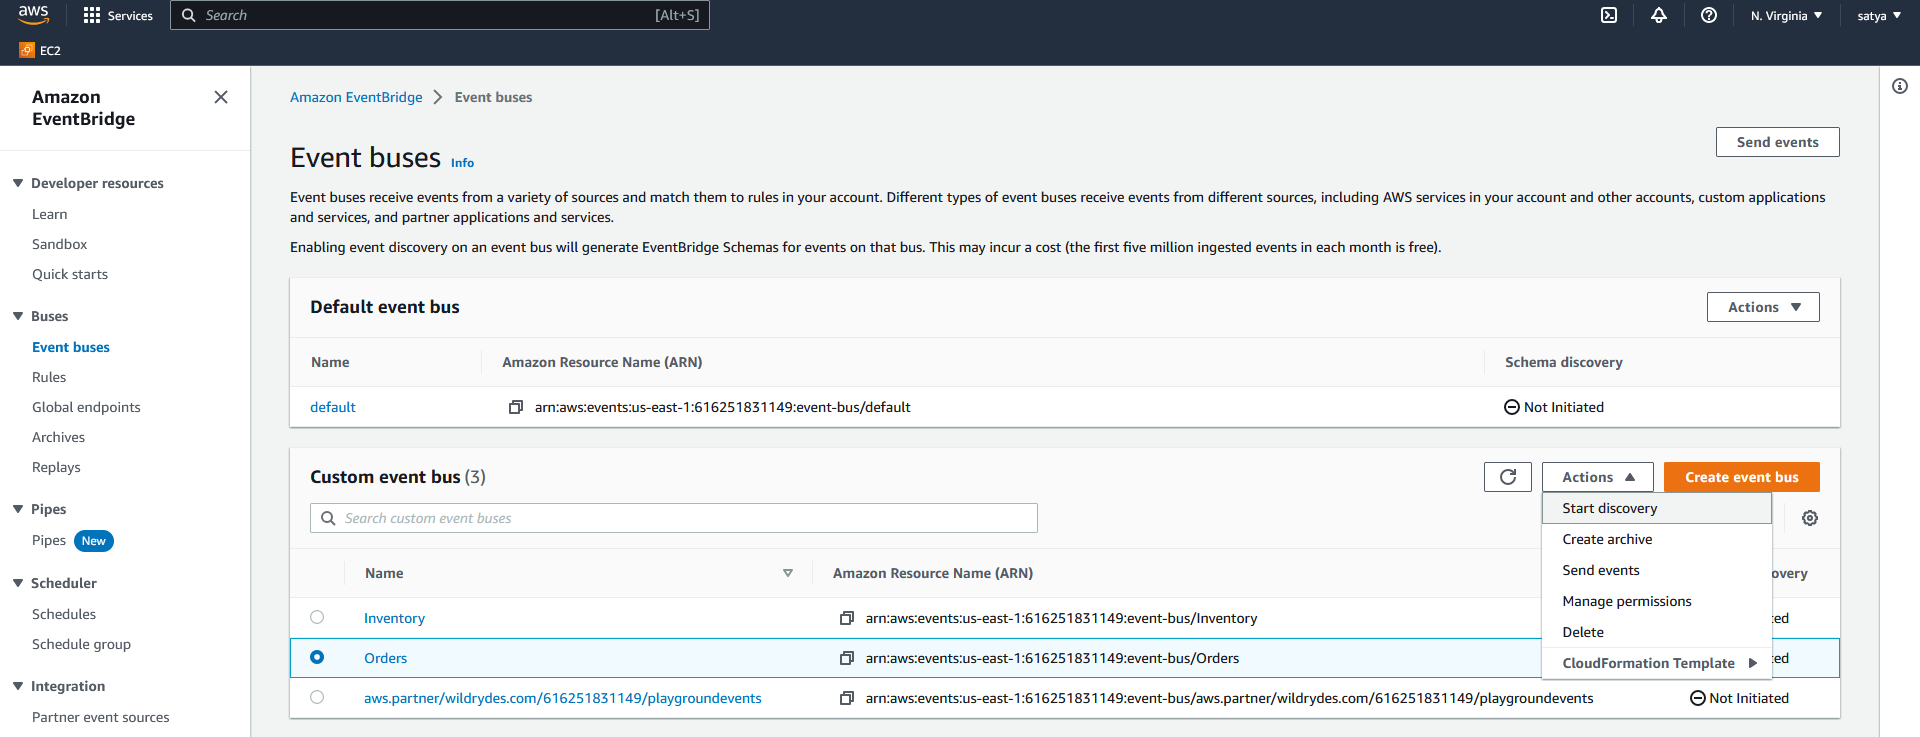 aws
Services
Search
[Alt+S]
N. Virginia
satya
EC2
Amazon
EventBridge
Developer resources
Learn
Sandbox
Quick starts
Buses
Event buses
Rules
Global endpoints
Archives
Replays
Pipes
Pipes New
Scheduler
Schedules
Schedule group
Integration
Partner event sources
Amazon EventBridge
Event buses
Event buses Info
Send events
Event buses receive events from a variety of sources and match them to rules in your account. Different types of event buses receive events from different sources, including AWS services in your account and other accounts, custom applications
and services, and partner applications and services.
Enabling event discovery on an event bus will generate EventBridge Schemas for events on that bus. This may incur a cost (the first five million ingested events in each month is free).
Default event bus
Actions
Name Amazon Resource Name (ARN) Schema discovery
default arn:aws:events:us-east-1:616251831149:event-bus/default Not Initiated
Custom event bus (3)
Actions
Create event bus
Search custom event buses
Start discovery
Create archive
Send events
Manage permissions
Delete
CloudFormation Template
Name Amazon Resource Name (ARN) overy
Inventory arn:aws:events:us-east-1:616251831149:event-bus/Inventory ted
Orders arn:aws:events:us-east-1:616251831149:event-bus/Orders ted
aws.partner/wildrydes.com/616251831149/playgroundevents arn:aws:events:us-east-1:616251831149:event-bus/aws.partner/wildrydes.com/616251831149/playgroundevents Not Initiated